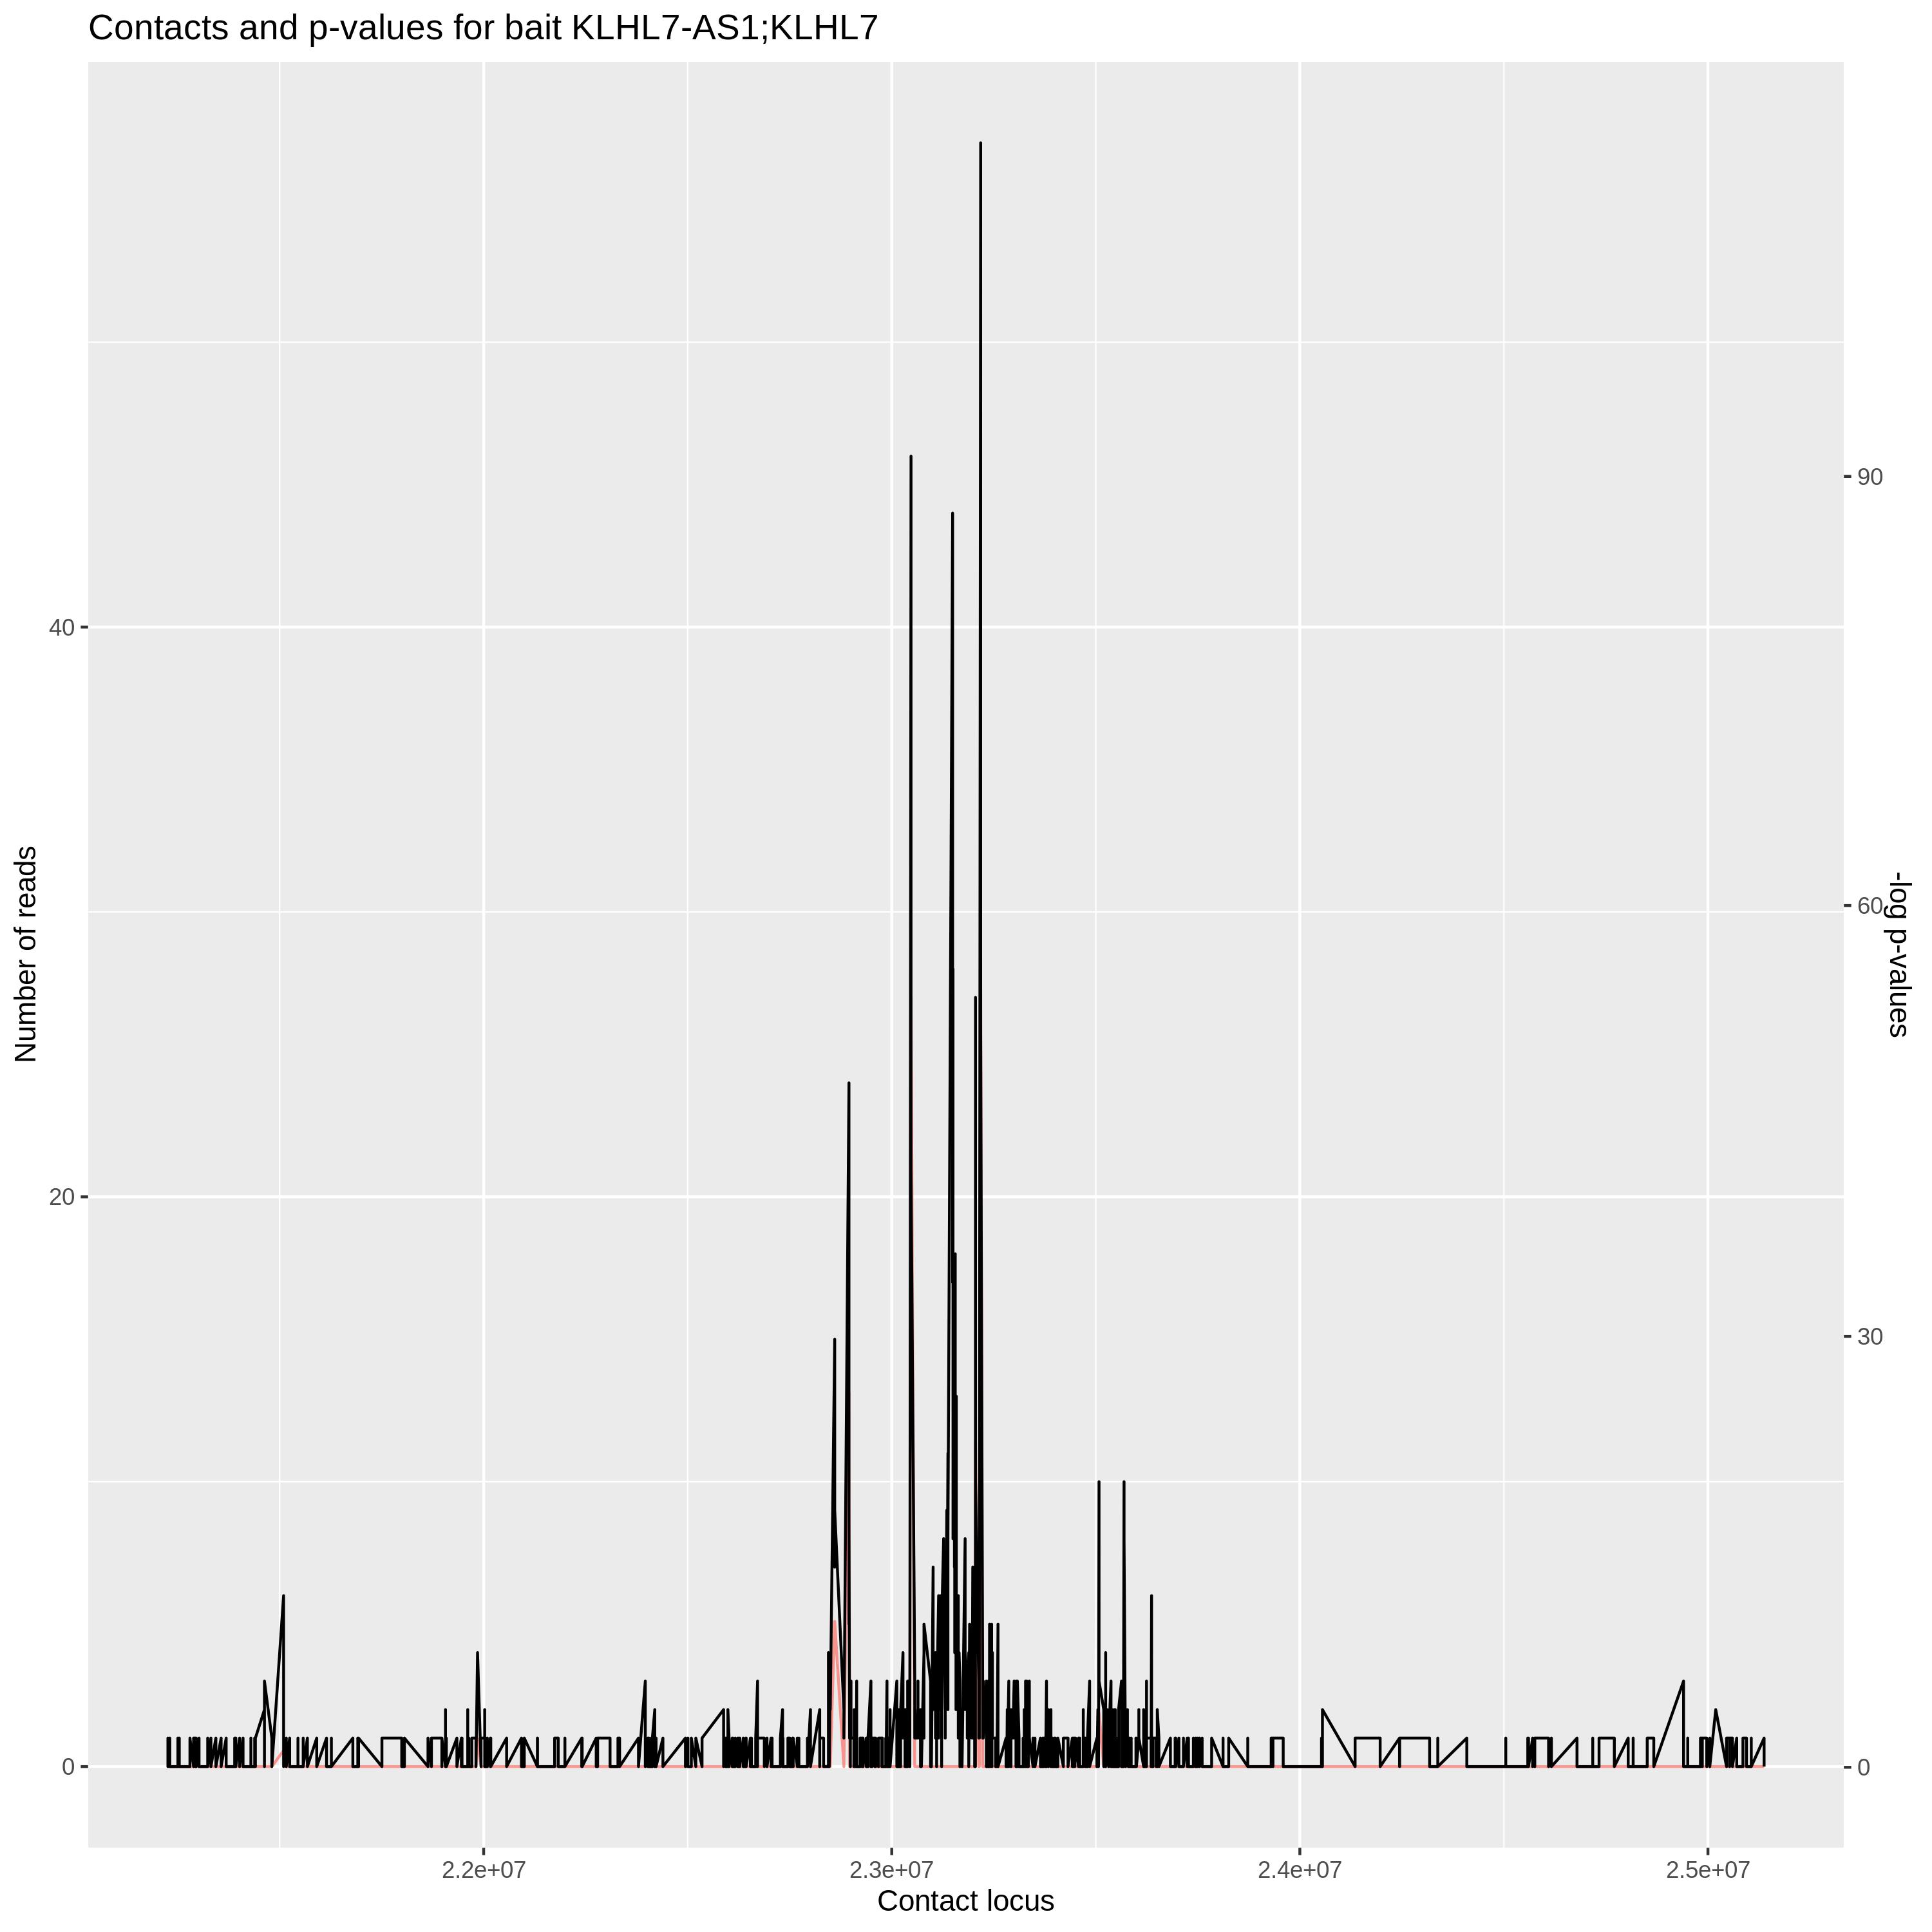 Contacts and p-values for bait KLHL7-AS1;KLHL7
Number of reads
40
20
0
90
60
30
0
-log p-values
2.2e+07 2.3e+07 2.4e+07 2.5e+07
Contact locus